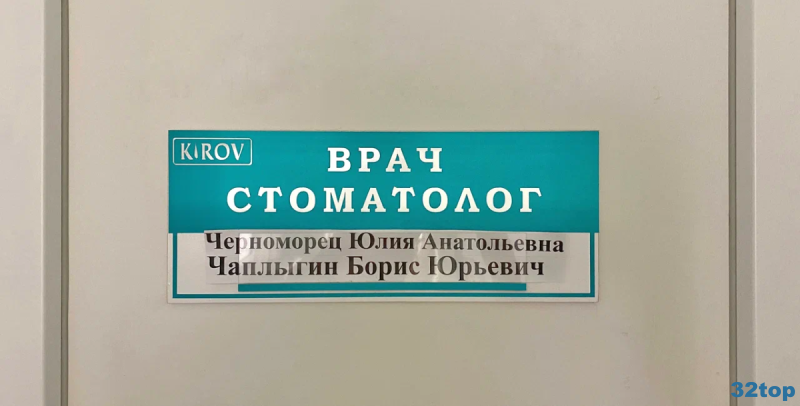 KIROV
ВРАЧ
СТОМАТОЛОГ
Черноморец Юлия Анатольевна
Чаплыгин Борис Юрьевич
32top